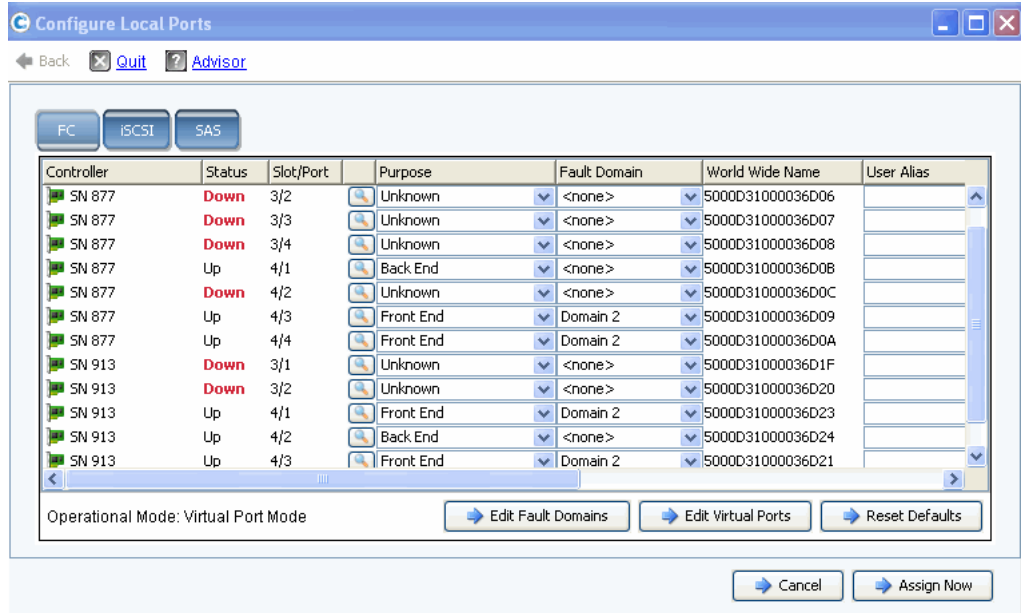 Configure Local Ports
Back Quit ? Advisor
FC iSCSI SAS
Controller Status Slot/Port Purpose Fault Domain World Wide Name User Alias
SN 877 Down 3/2 Unknown <none> 5000D31000036D06
SN 877 Down 3/3 Unknown <none> 5000D31000036D07
SN 877 Down 3/4 Unknown <none> 5000D31000036D08
SN 877 Up 4/1 Back End <none> 5000D31000036D0B
SN 877 Down 4/2 Unknown <none> 5000D31000036D0C
SN 877 Up 4/3 Front End Domain 2 5000D31000036D09
SN 877 Up 4/4 Front End Domain 2 5000D31000036D0A
SN 913 Down 3/1 Unknown <none> 5000D31000036D1F
SN 913 Down 3/2 Unknown <none> 5000D31000036D20
SN 913 Up 4/1 Front End Domain 2 5000D31000036D23
SN 913 Up 4/2 Back End <none> 5000D31000036D24
SN 913 Up 4/3 Front End Domain 2 5000D31000036D21
Operational Mode: Virtual Port Mode Edit Fault Domains Edit Virtual Ports Reset Defaults
Cancel Assign Now